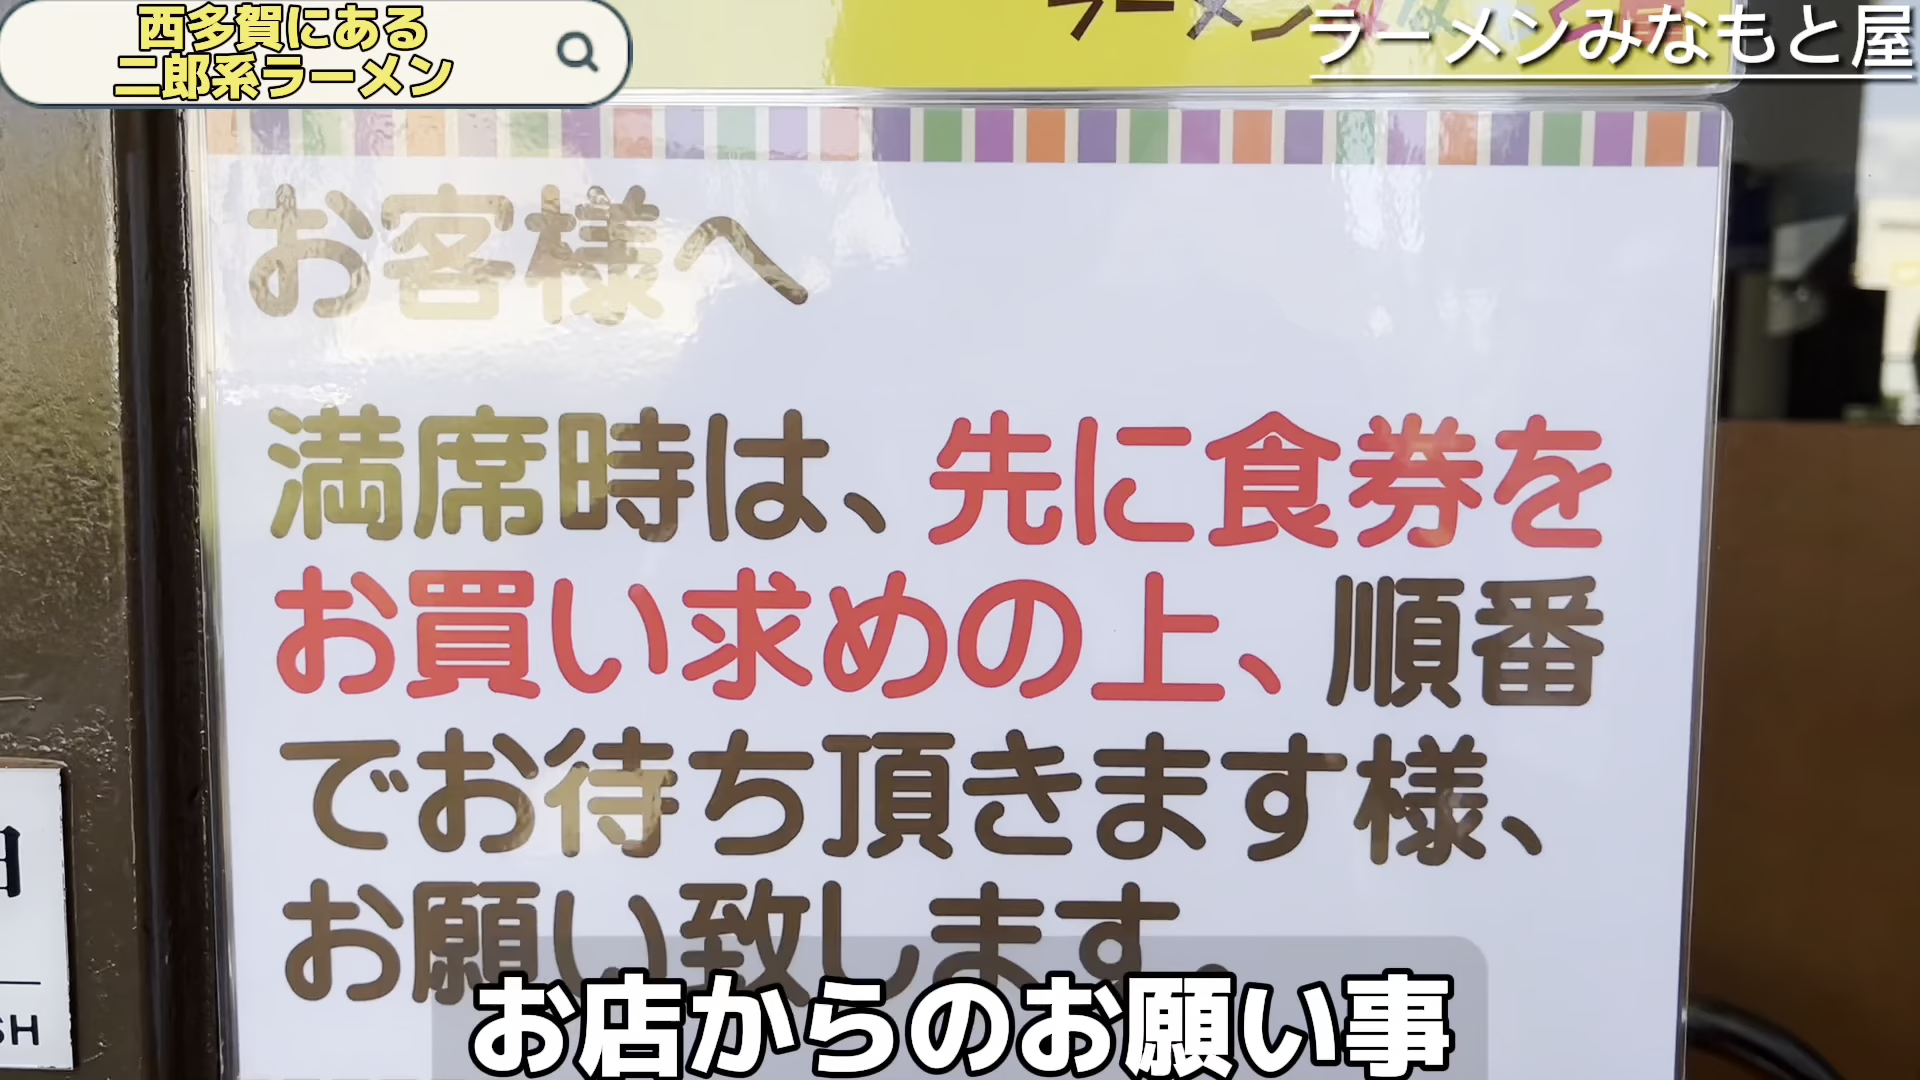 西多賀にある
二郎系ラーメン
ラーメンみなもと屋
お客様へ
満席時は、先に食券を
お買い求めの上、順番
でお待ち頂きます様、
お願い致します。
SH
お店からのお願い事